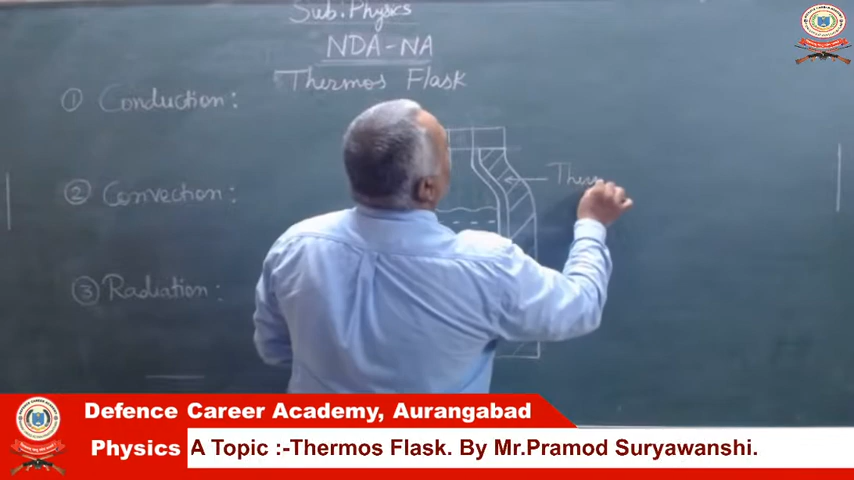 Sub. Physics
NDA-NA
Thermos Flask
① Conduction:
② Convection:
③ Radiation:
Ther
Defence Career Academy, Aurangabad
Physics A Topic :-Thermos Flask. By Mr.Pramod Suryawanshi.